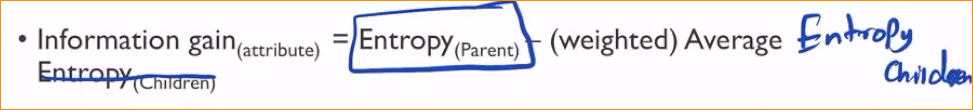 • Information gain(attribute) = Entropy(Parent) – (weighted) Average Entropy
Entropy(Children) Children